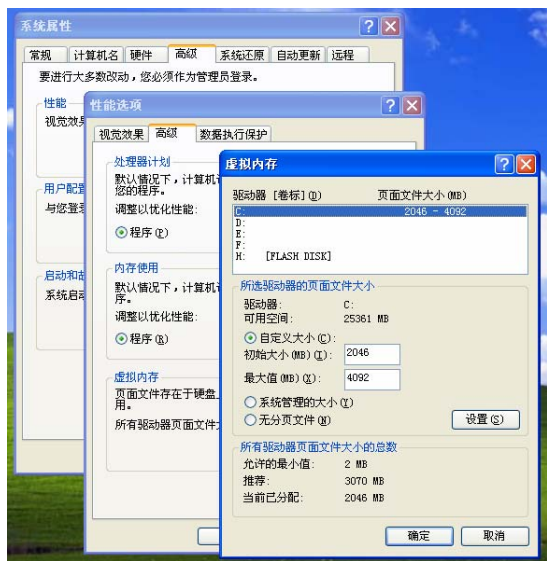 系统属性
常规 计算机名 硬件 高级 系统还原 自动更新 远程
要进行大多数改动，您必须作为管理员登录。
性能
视觉效
用户配
与您登
启动和
系统启
性能选项
视觉效果 高级 数据执行保护
处理器计划
默认情况下，计算机
您的程序。
调整以优化性能:
程序(P)
内存使用
默认情况下，计算机
序。
调整以优化性能:
程序(R)
虚拟内存
页面文件存在于硬盘
用。
所有驱动器页面文件
虚拟内存
驱动器 [卷标](D) 页面文件大小(MB)
C: 2046 - 4092
D:
E:
F:
H: [FLASH DISK]
所选驱动器的页面文件大小
驱动器: C:
可用空间: 25361 MB
自定义大小(C):
初始大小(MB)(I): 2046
最大值(MB)(X): 4092
系统管理的大小(Y)
无分页文件(N) 设置(S)
所有驱动器页面文件大小的总数
允许的最小值: 2 MB
推荐: 3070 MB
当前已分配: 2046 MB
确定 取消